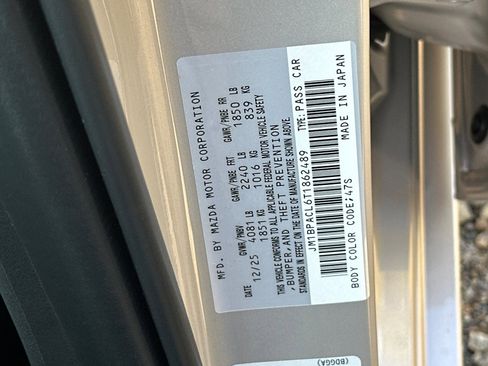 MFD. BY MAZDA MOTOR CORPORATION
DATE GVWR/PNBV GAWR/PNBE FRT GAWR/PNBE RR
12/25 4081 LB 2240 LB 1850 LB
1851 KG 1016 KG 839 KG
THIS VEHICLE CONFORMS TO ALL APPLICABLE FEDERAL MOTOR VEHICLE SAFETY
,BUMPER,AND THEFT PREVENTION
STANDARDS IN EFFECT ON THE DATE OF MANUFACTURE SHOWN ABOVE.
JM1BPACL6T1862489 TYPE: PASS CAR
BODY COLOR CODE;47S MADE IN JAPAN
(BDGGA)